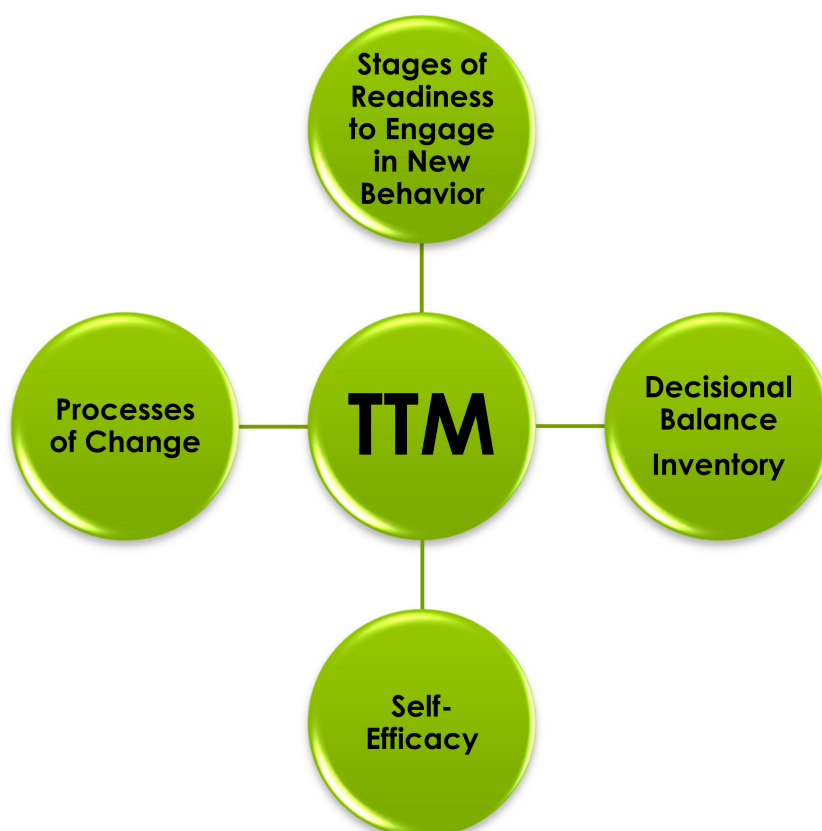 Stages of
Readiness
to Engage
in New
Behavior
Processes
of Change
TTM
Decisional
Balance
Inventory
Self-
Efficacy